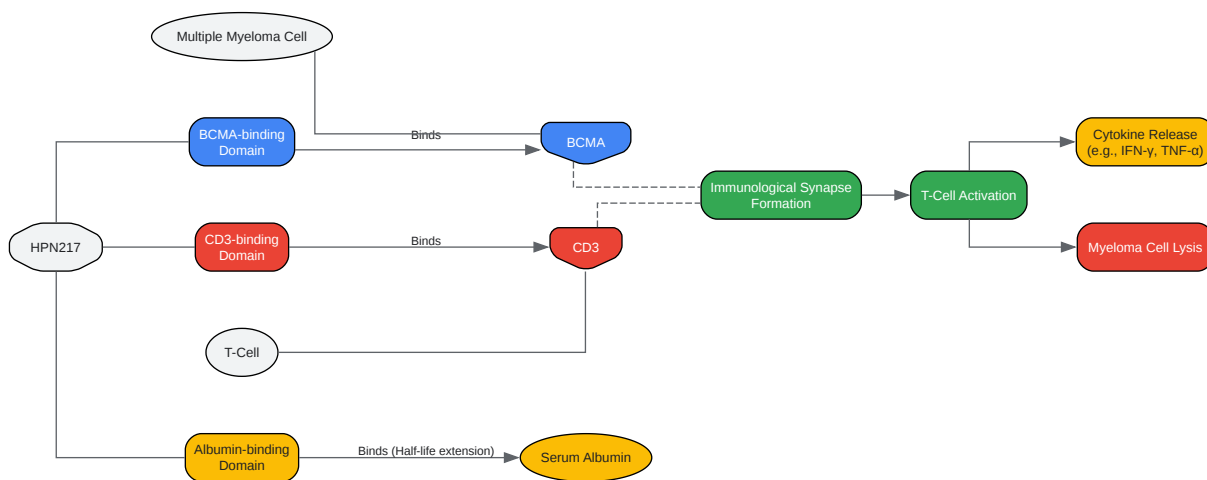 Multiple Myeloma Cell
BCMA-binding
Domain
Binds
BCMA
Cytokine Release
(e.g., IFN-γ, TNF-α)
Immunological Synapse
Formation
T-Cell Activation
HPN217
CD3-binding
Domain
Binds
CD3
Myeloma Cell Lysis
T-Cell
Albumin-binding
Domain
Binds (Half-life extension)
Serum Albumin